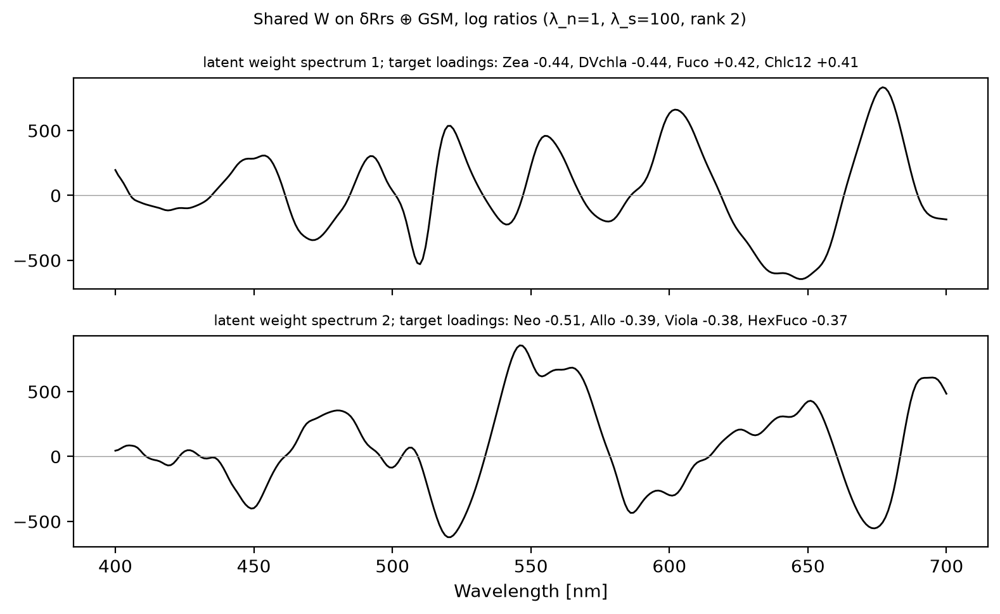 Shared W on δRrs ⊕ GSM, log ratios (λ_n=1, λ_s=100, rank 2)
latent weight spectrum 1; target loadings: Zea -0.44, DVchla -0.44, Fuco +0.42, Chlc12 +0.41
500
0
−500
latent weight spectrum 2; target loadings: Neo -0.51, Allo -0.39, Viola -0.38, HexFuco -0.37
500
0
−500
400 450 500 550 600 650 700
Wavelength [nm]